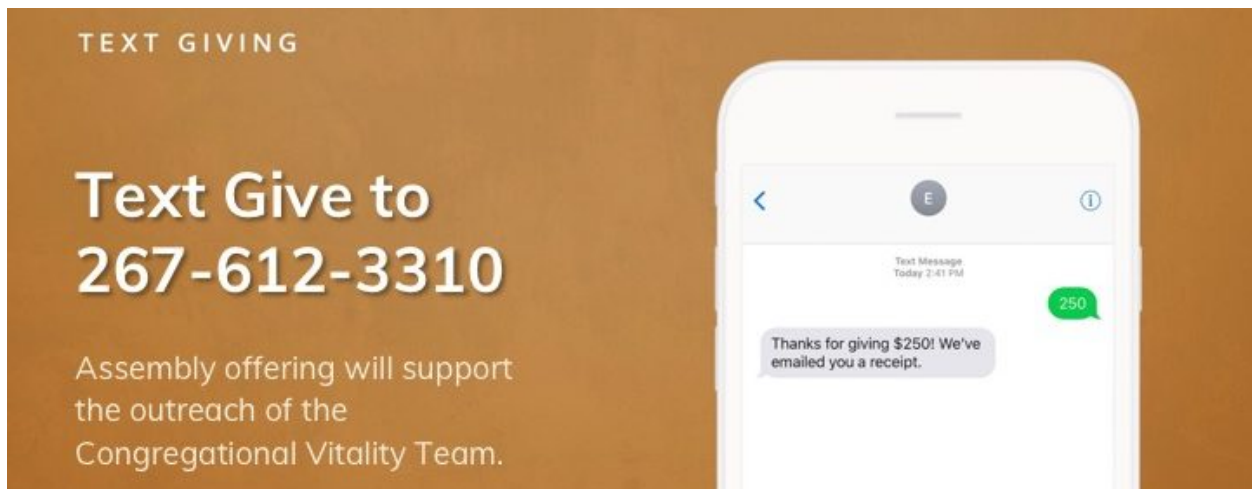 TEXT GIVING
Text Give to
267-612-3310
Assembly offering will support
the outreach of the
Congregational Vitality Team.
E
Text Message
Today 2:41 PM
250
Thanks for giving $250! We've
emailed you a receipt.